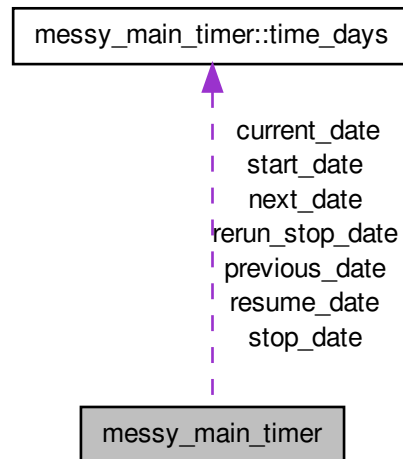 messy_main_timer::time_days
current_date
start_date
next_date
rerun_stop_date
previous_date
resume_date
stop_date
messy_main_timer